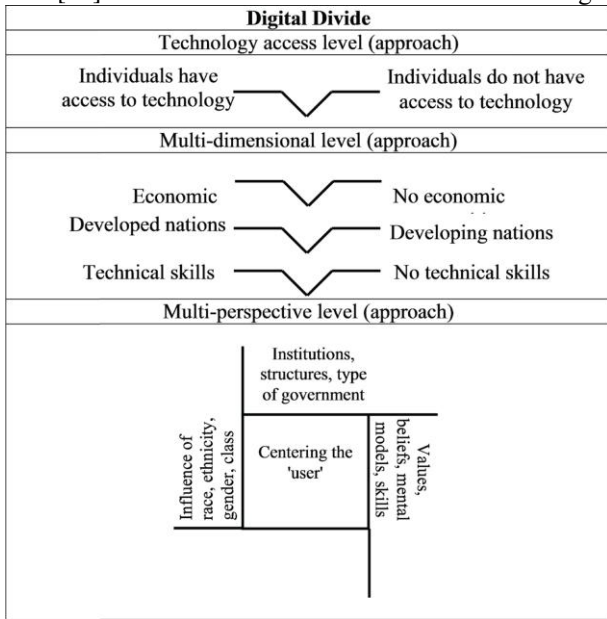 Digital Divide
Technology access level (approach)
Individuals have
access to technology
Individuals do not have
access to technology
Multi-dimensional level (approach)
Economic
No economic
Developed nations
Developing nations
Technical skills
No technical skills
Multi-perspective level (approach)
Institutions,
structures, type
of government
Influence of
race, ethnicity,
gender, class
Centering the
'user'
Values,
beliefs, mental
models, skills